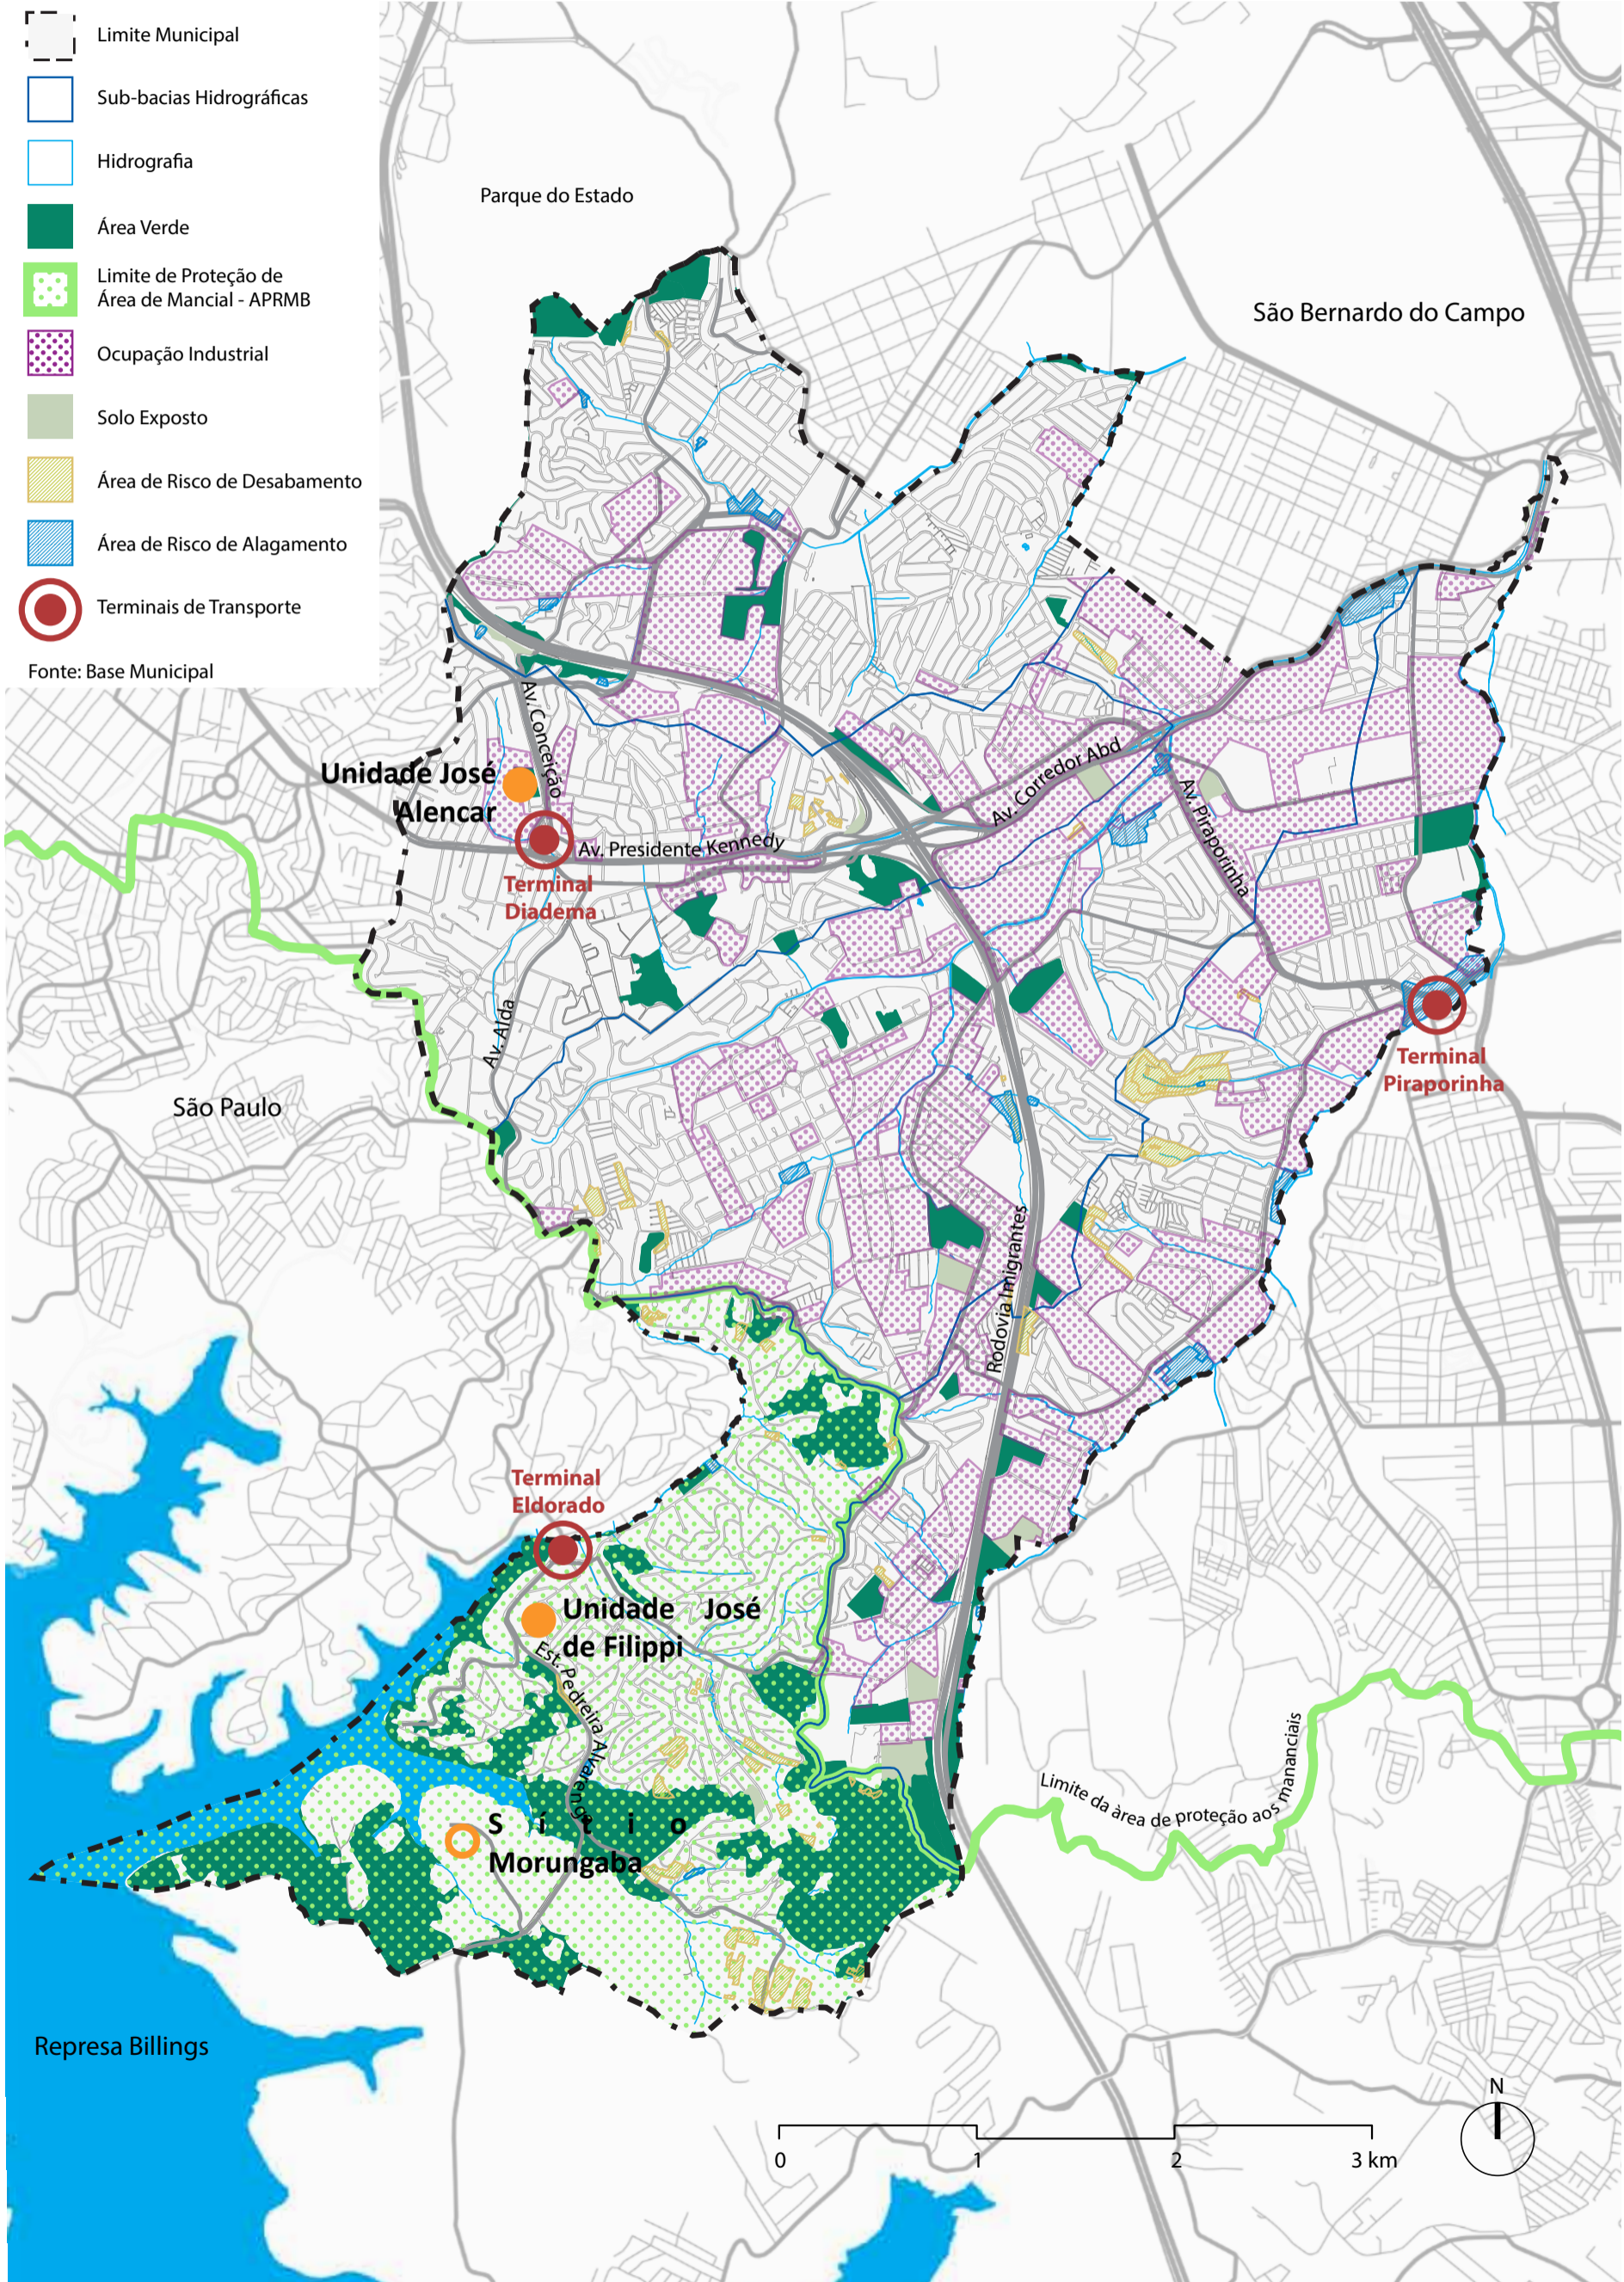 Limite Municipal
Sub-bacias Hidrográficas
Hidrografia
Área Verde
Limite de Proteção de
Área de Mancial - APRMB
Ocupação Industrial
Solo Exposto
Área de Risco de Desabamento
Área de Risco de Alagamento
Terminais de Transporte
Fonte: Base Municipal
Parque do Estado
São Bernardo do Campo
Av. Conceição
Unidade José
Alencar
Av. Corredor Abd
Av. Piraporinha
Av. Presidente Kennedy
Terminal
Diadema
Av. Alda
Terminal
Piraporinha
São Paulo
Rodovia Imigrantes
Terminal
Eldorado
Unidade José
de Filippi
Est. Pedreira Alvarenga
Limite da área de proteção aos mananciais
Sítio
Morungaba
Represa Billings
N
0 1 2 3 km